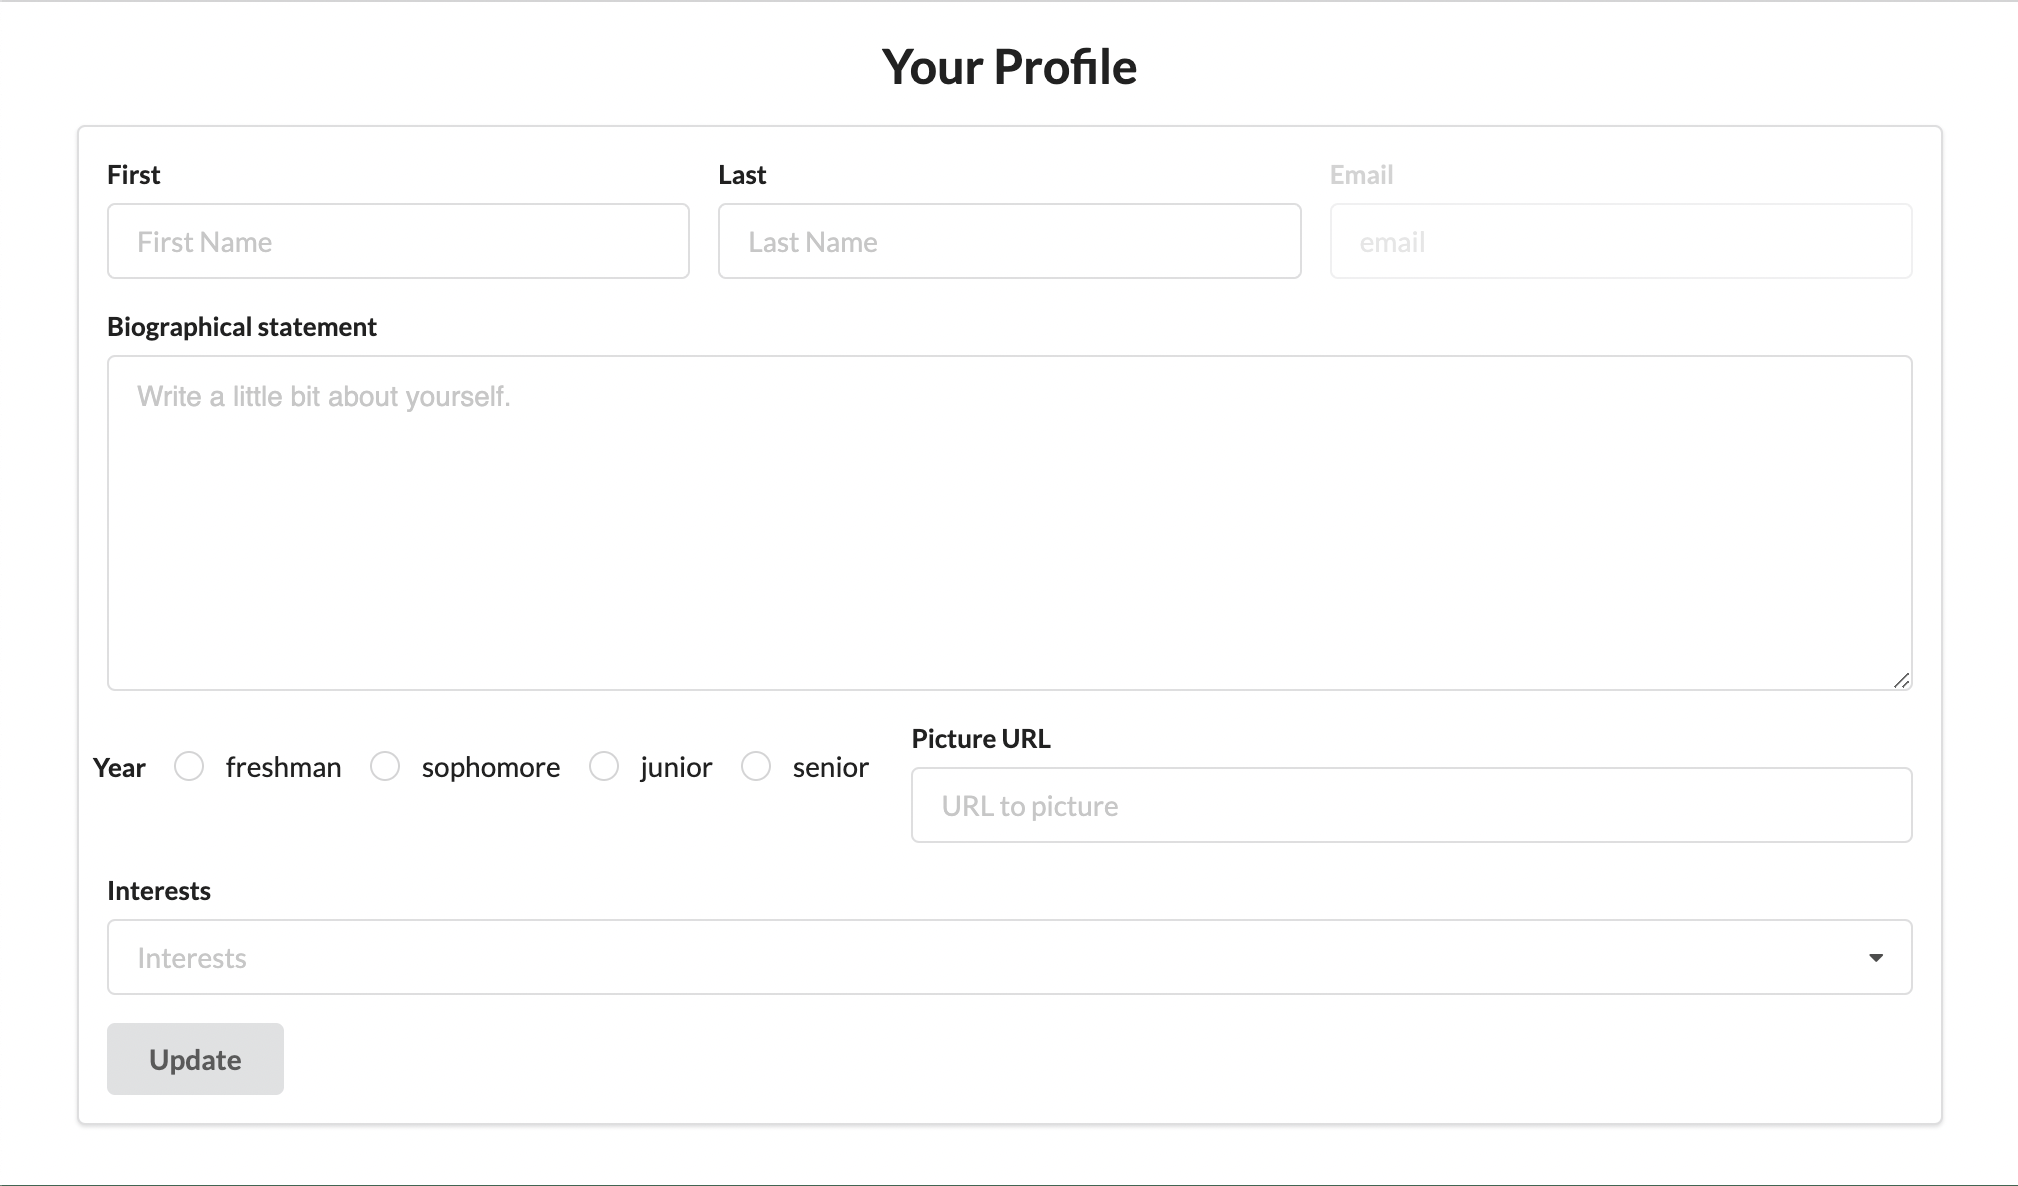 Your Profile
First Last Email
First Name Last Name email
Biographical statement
Write a little bit about yourself.
Year freshman sophomore junior senior
Picture URL
URL to picture
Interests
Interests
Update